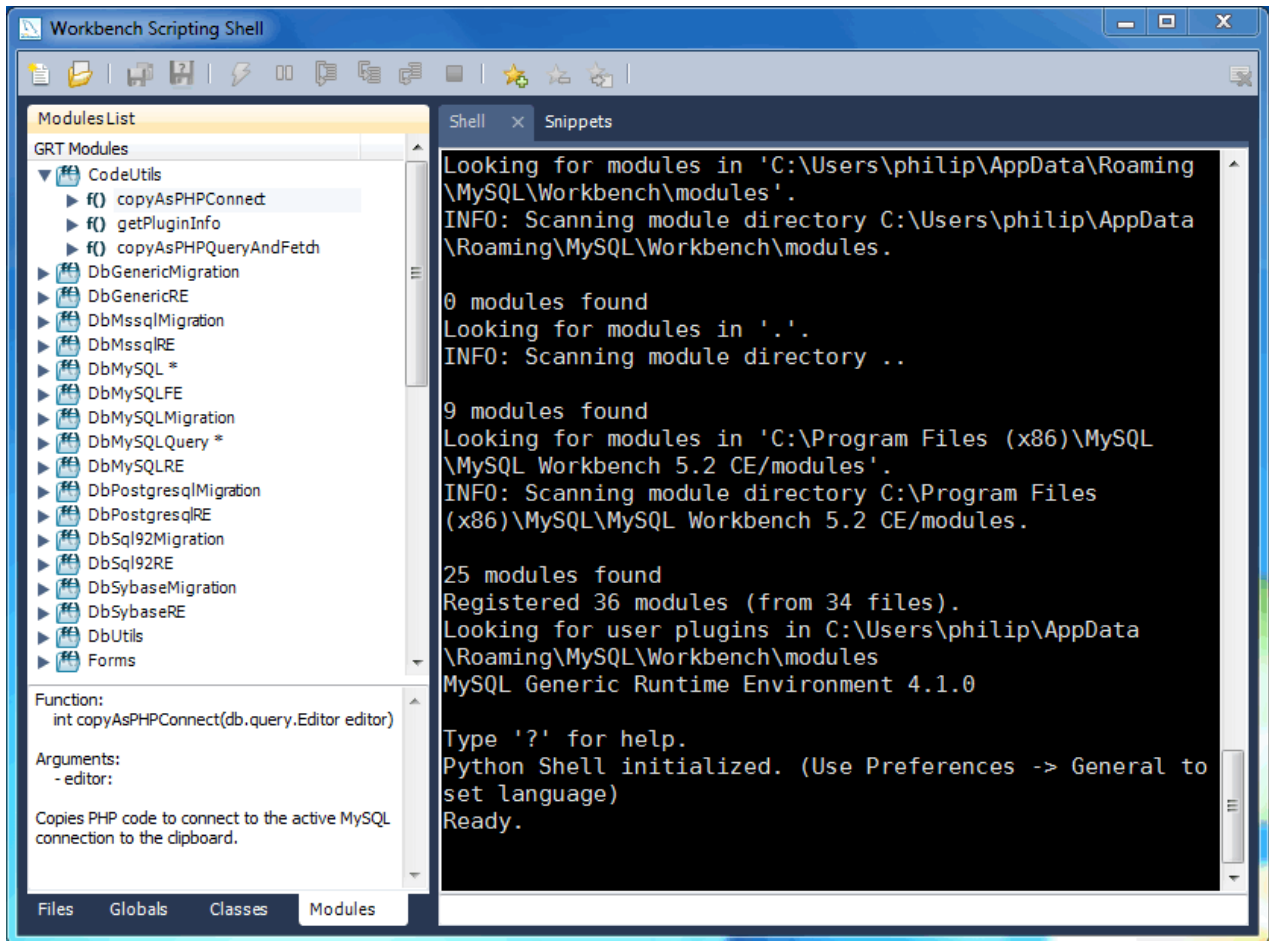 Workbench Scripting Shell
Modules List
GRT Modules
CodeUtils
f() copyAsPHPConnect
f() getPluginInfo
f() copyAsPHPQueryAndFetch
DbGenericMigration
DbGenericRE
DbMssqlMigration
DbMssqlRE
DbMySQL *
DbMySQLFE
DbMySQLMigration
DbMySQLQuery *
DbMySQLRE
DbPostgresqlMigration
DbPostgresqlRE
DbSql92Migration
DbSql92RE
DbSybaseMigration
DbSybaseRE
DbUtils
Forms
Function:
int copyAsPHPConnect(db.query.Editor editor)
Arguments:
- editor:
Copies PHP code to connect to the active MySQL
connection to the clipboard.
Files Globals Classes Modules
Shell Snippets
Looking for modules in 'C:\Users\philip\AppData\Roaming
\MySQL\Workbench\modules'.
INFO: Scanning module directory C:\Users\philip\AppData
\Roaming\MySQL\Workbench\modules.
0 modules found
Looking for modules in '.'.
INFO: Scanning module directory ..
9 modules found
Looking for modules in 'C:\Program Files (x86)\MySQL
\MySQL Workbench 5.2 CE/modules'.
INFO: Scanning module directory C:\Program Files
(x86)\MySQL\MySQL Workbench 5.2 CE/modules.
25 modules found
Registered 36 modules (from 34 files).
Looking for user plugins in C:\Users\philip\AppData
\Roaming\MySQL\Workbench\modules
MySQL Generic Runtime Environment 4.1.0
Type '?' for help.
Python Shell initialized. (Use Preferences -> General to
set language)
Ready.